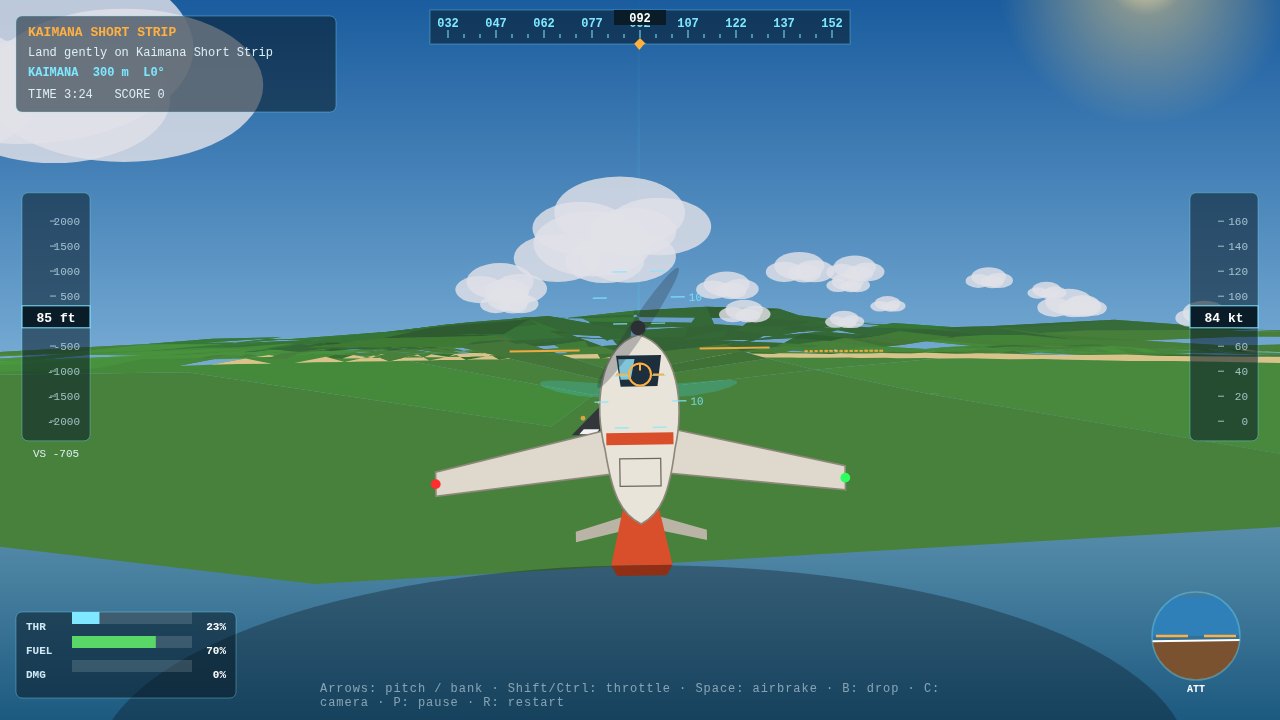 KAIMANA SHORT STRIP
Land gently on Kaimana Short Strip
KAIMANA 300 m L0°
TIME 3:24 SCORE 0
032 047 062 077 092 107 122 137 152
092
2000
1500
1000
500
85 ft
-500
-1000
-1500
-2000
VS -705
10
10
160
140
120
100
84 kt
60
40
20
0
THR 23%
FUEL 70%
DMG 0%
ATT
Arrows: pitch / bank · Shift/Ctrl: throttle · Space: airbrake · B: drop · C:
camera · P: pause · R: restart